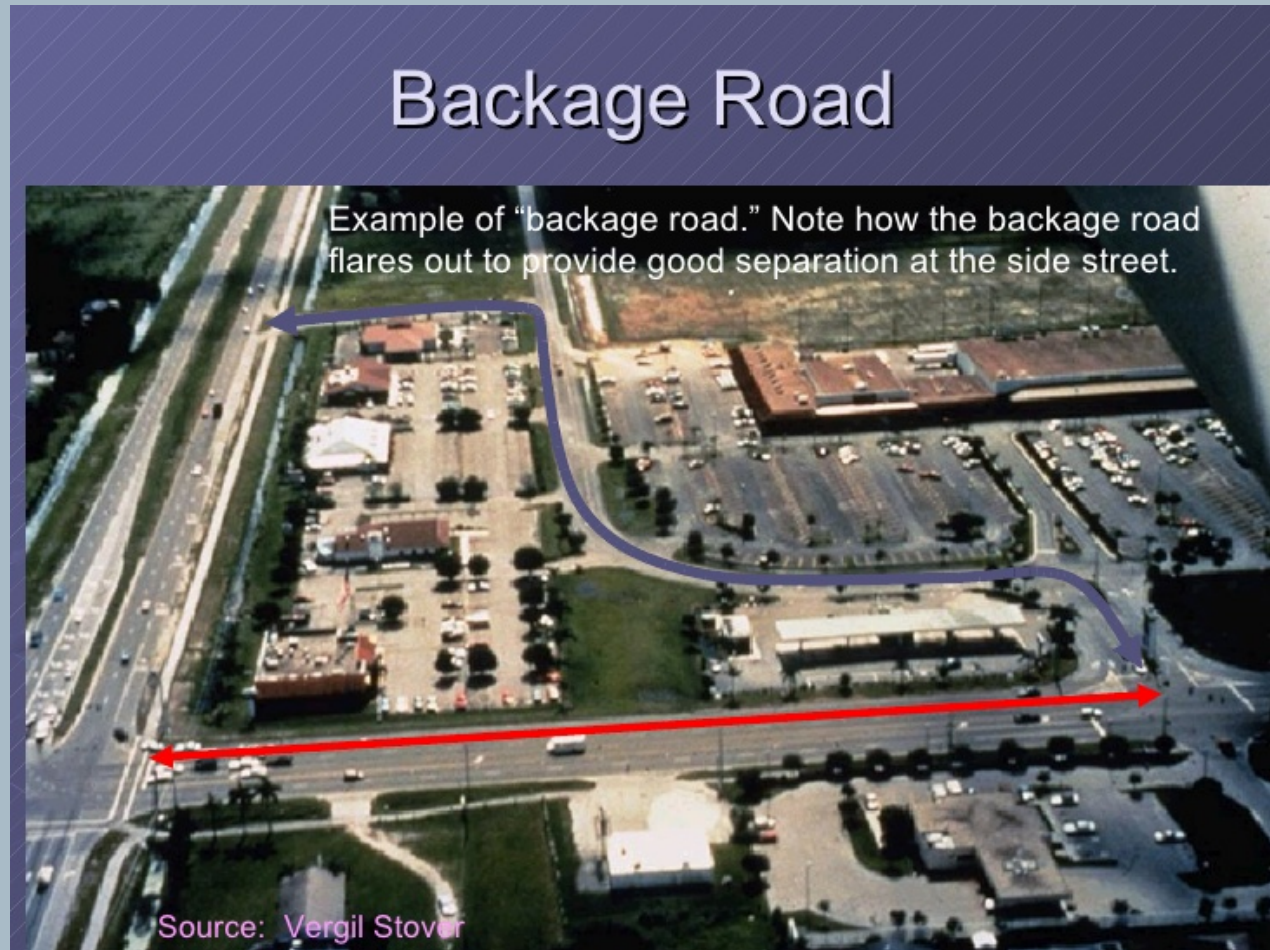 Backage Road
Example of “backage road.” Note how the backage road
flares out to provide good separation at the side street.
Source:  Vergil Stover